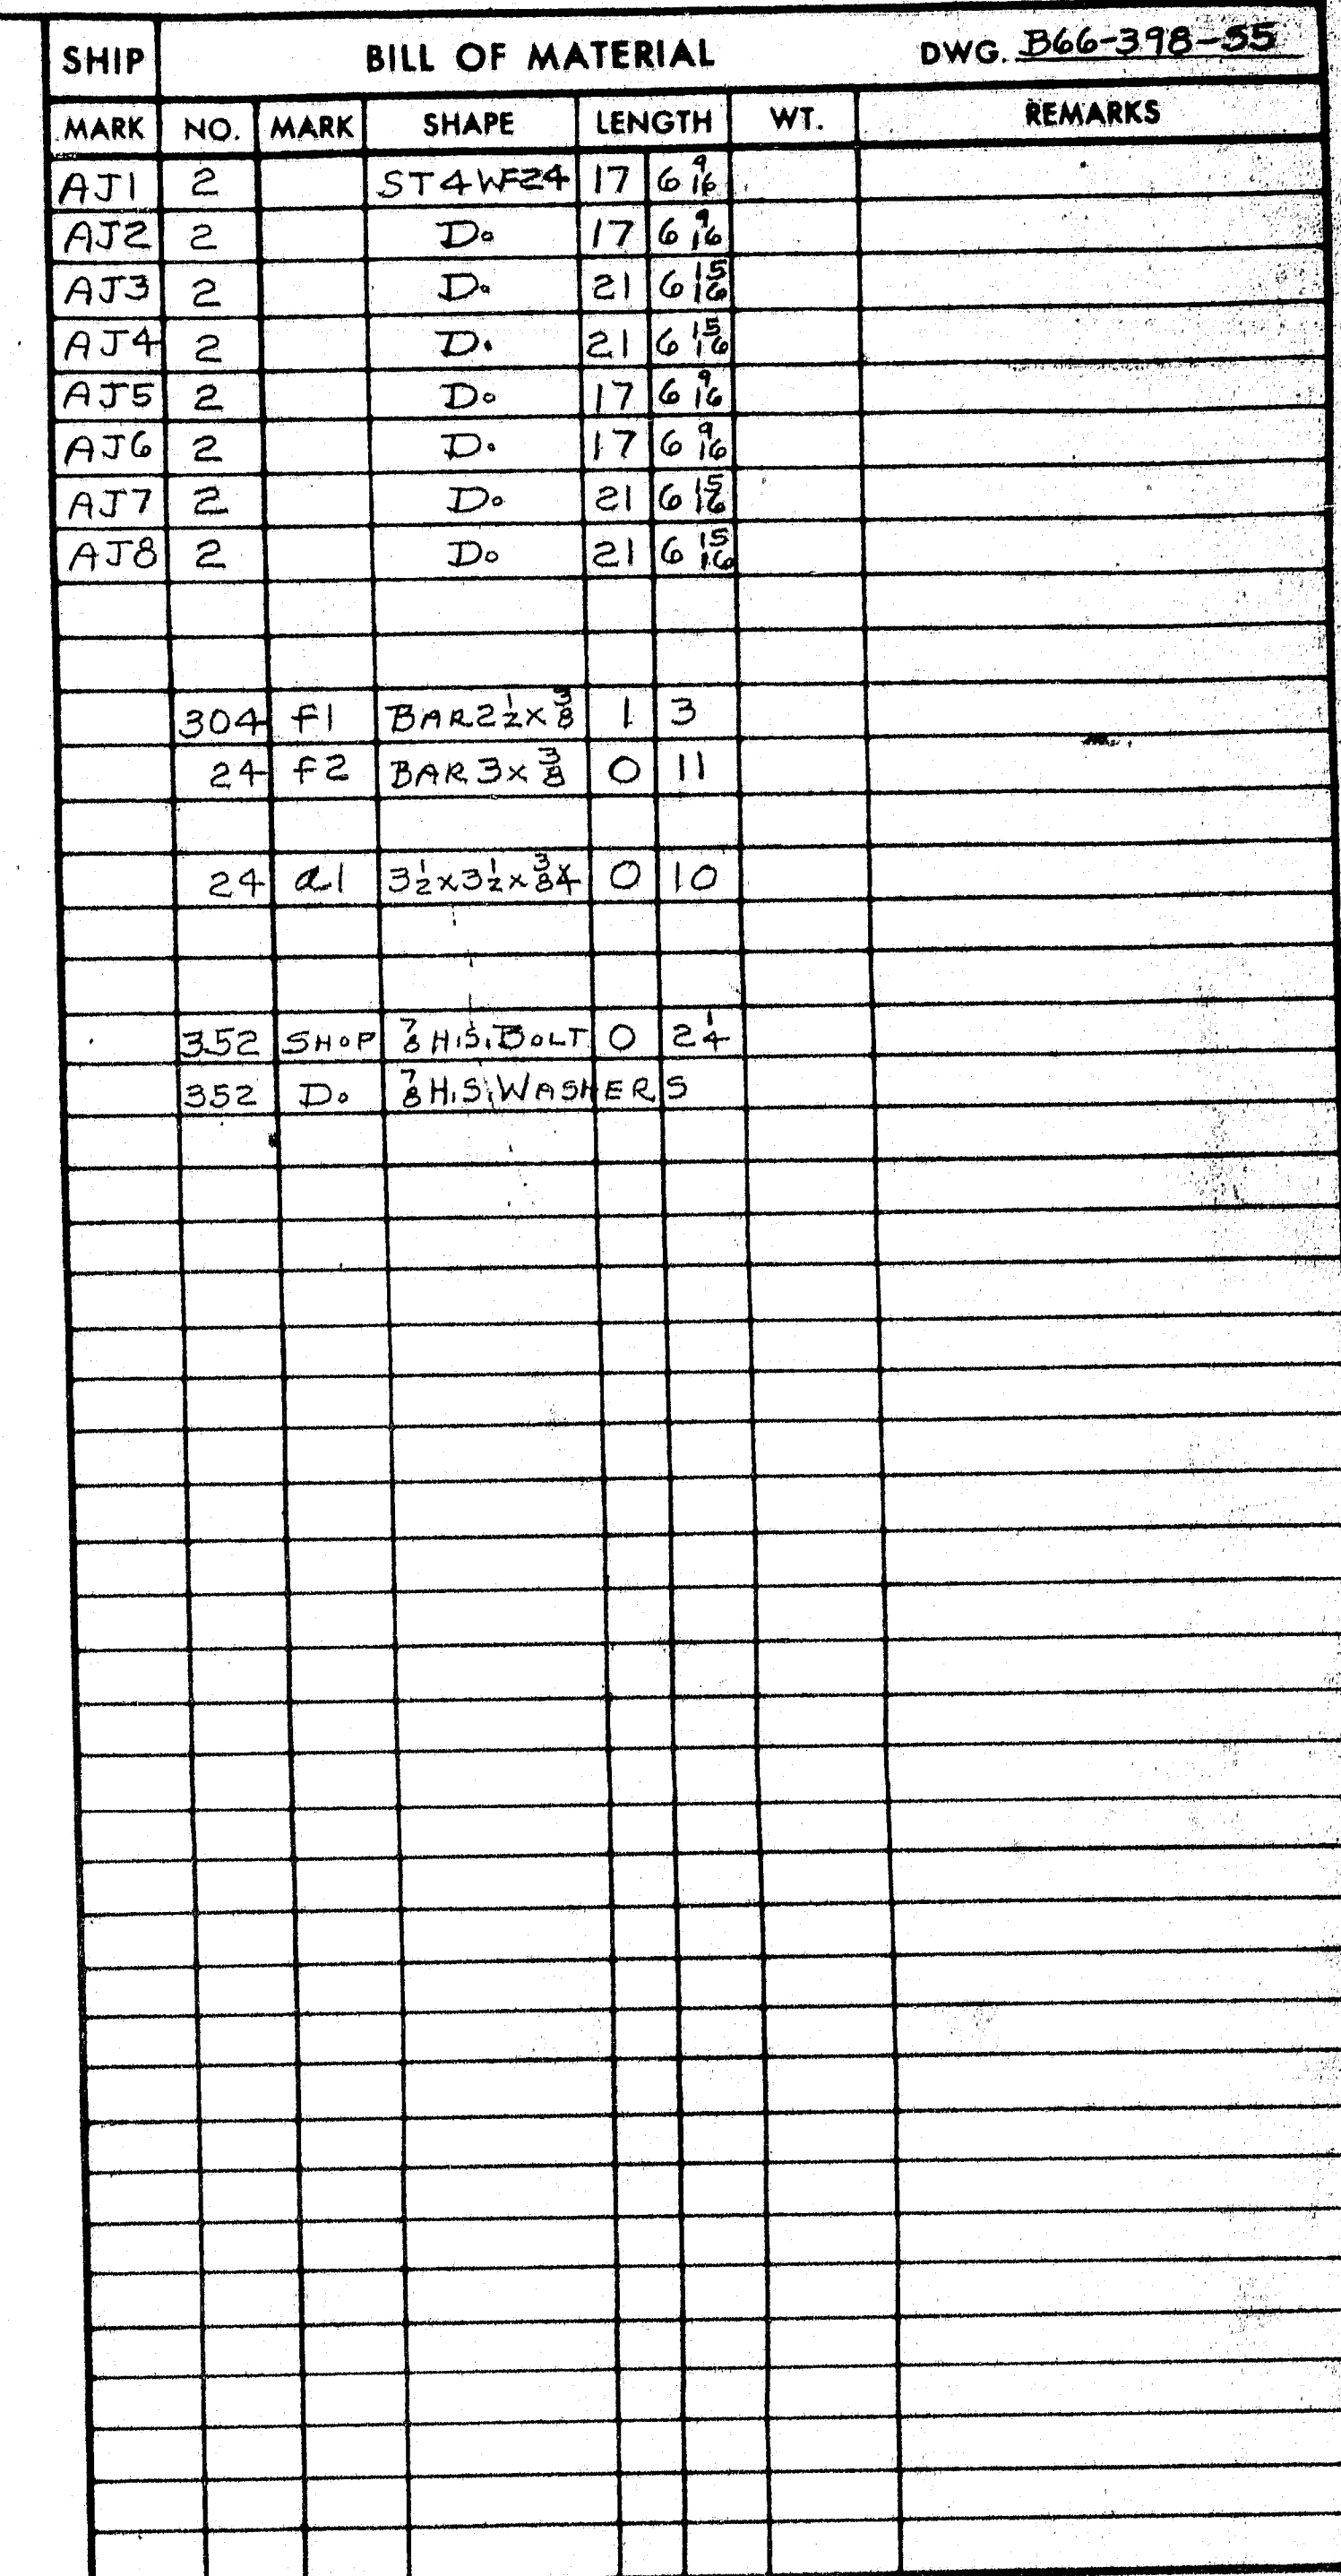 SHIP BILL OF MATERIAL DWG. B66-398-55
MARK NO. MARK SHAPE LENGTH WT. REMARKS
AJ1 2 ST4WF24 17 6 9/16
AJ2 2 Do 17 6 9/16
AJ3 2 Do 21 6 15/16
AJ4 2 Do 21 6 15/16
AJ5 2 Do 17 6 9/16
AJ6 2 Do 17 6 9/16
AJ7 2 Do 21 6 15/16
AJ8 2 Do 21 6 15/16
304 f1 BAR 2 1/2 x 3/8 1 3
24 f2 BAR 3 x 3/8 0 11
24 a1 3 1/2 x 3 1/2 x 3/8 0 10
352 SHOP 7/8 H.S. BOLT 0 2 1/4
352 Do 7/8 H.S. WASHERS